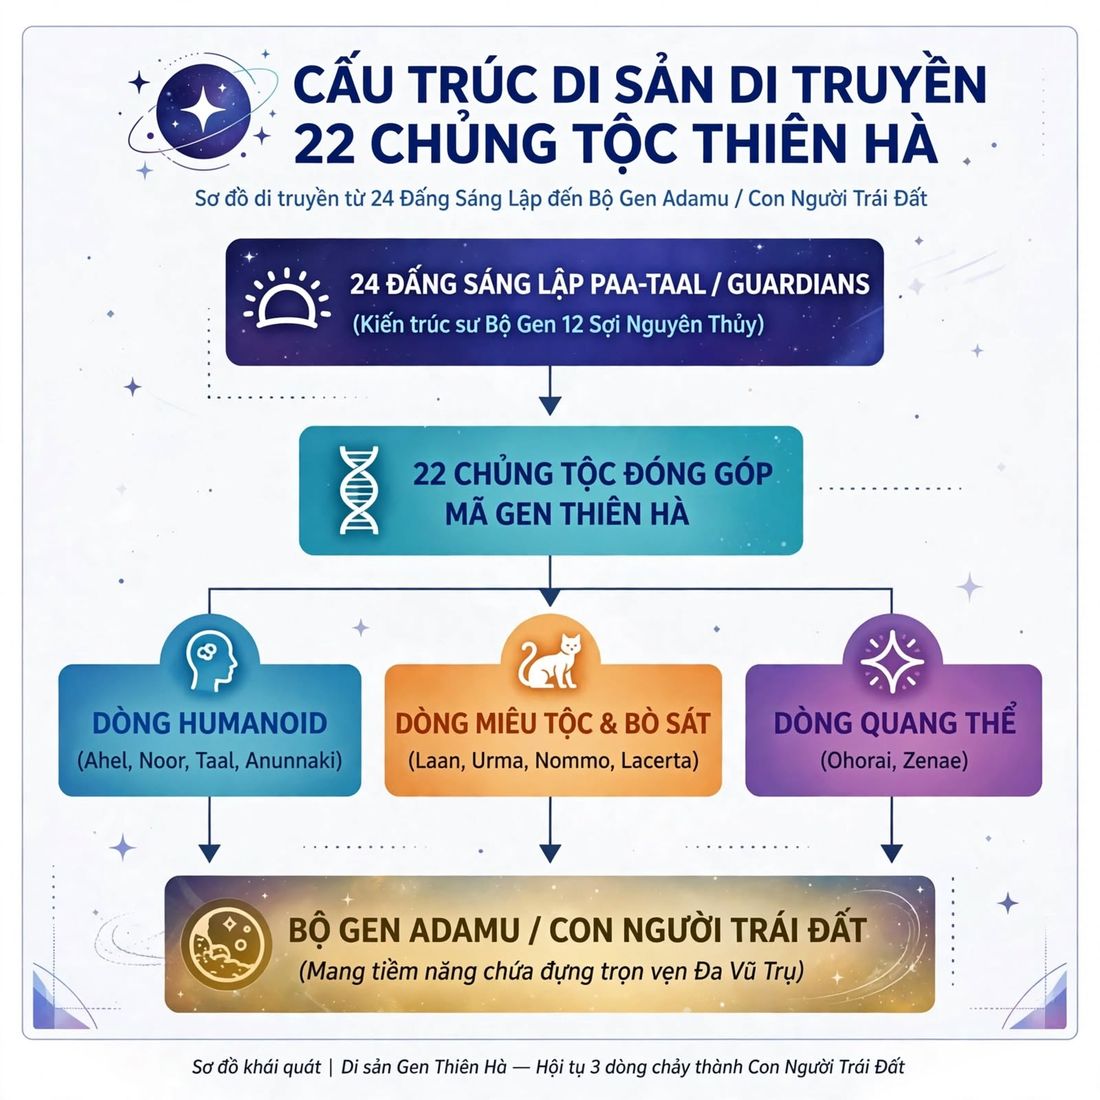 CẤU TRÚC DI SẢN DI TRUYỀN
22 CHỦNG TỘC THIÊN HÀ
Sơ đồ di truyền từ 24 Đấng Sáng Lập đến Bộ Gen Adamu / Con Người Trái Đất
24 ĐẤNG SÁNG LẬP PAA-TAAL / GUARDIANS
(Kiến trúc sư Bộ Gen 12 Sợi Nguyên Thủy)
22 CHỦNG TỘC ĐÓNG GÓP
MÃ GEN THIÊN HÀ
DÒNG HUMANOID
(Ahel, Noor, Taal, Anunnaki)
DÒNG MIÊU TỘC & BÒ SÁT
(Laan, Urma, Nommo, Lacerta)
DÒNG QUANG THỂ
(Ohorai, Zenae)
BỘ GEN ADAMU / CON NGƯỜI TRÁI ĐẤT
(Mang tiềm năng chứa đựng trọn vẹn Đa Vũ Trụ)
Sơ đồ khái quát | Di sản Gen Thiên Hà — Hội tụ 3 dòng chảy thành Con Người Trái Đất